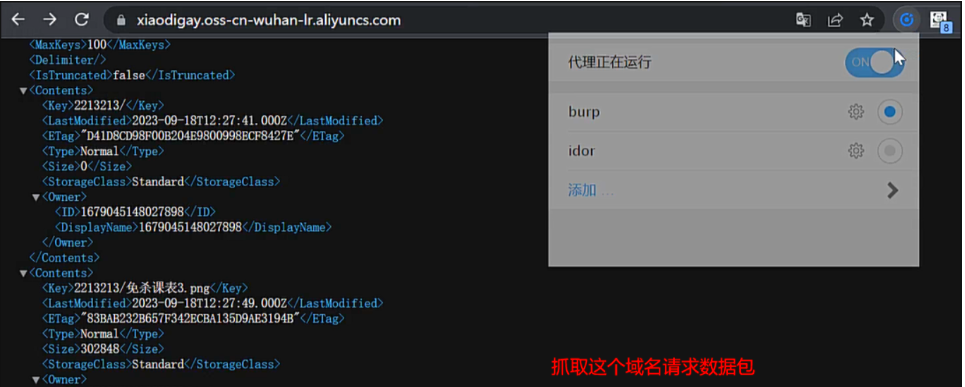 xiaodigay.oss-cn-wuhan-lr.aliyuncs.com
8
<MaxKeys>100</MaxKeys>
<Delimiter/>
<IsTruncated>false</IsTruncated>
▼<Contents>
<Key>2213213/</Key>
<LastModified>2023-09-18T12:27:41.000Z</LastModified>
<ETag>"D41D8CD98F00B204E9800998ECF8427E"</ETag>
<Type>Normal</Type>
<Size>0</Size>
<StorageClass>Standard</StorageClass>
▼<Owner>
<ID>1679045148027898</ID>
<DisplayName>1679045148027898</DisplayName>
</Owner>
</Contents>
▼<Contents>
<Key>2213213/免杀课表3.png</Key>
<LastModified>2023-09-18T12:27:49.000Z</LastModified>
<ETag>"83BAB232B657F342ECBA135D9AE3194B"</ETag>
<Type>Normal</Type>
<Size>302848</Size>
<StorageClass>Standard</StorageClass>
▼<Owner>
代理正在运行
ON
burp
idor
添加 ...
抓取这个域名请求数据包